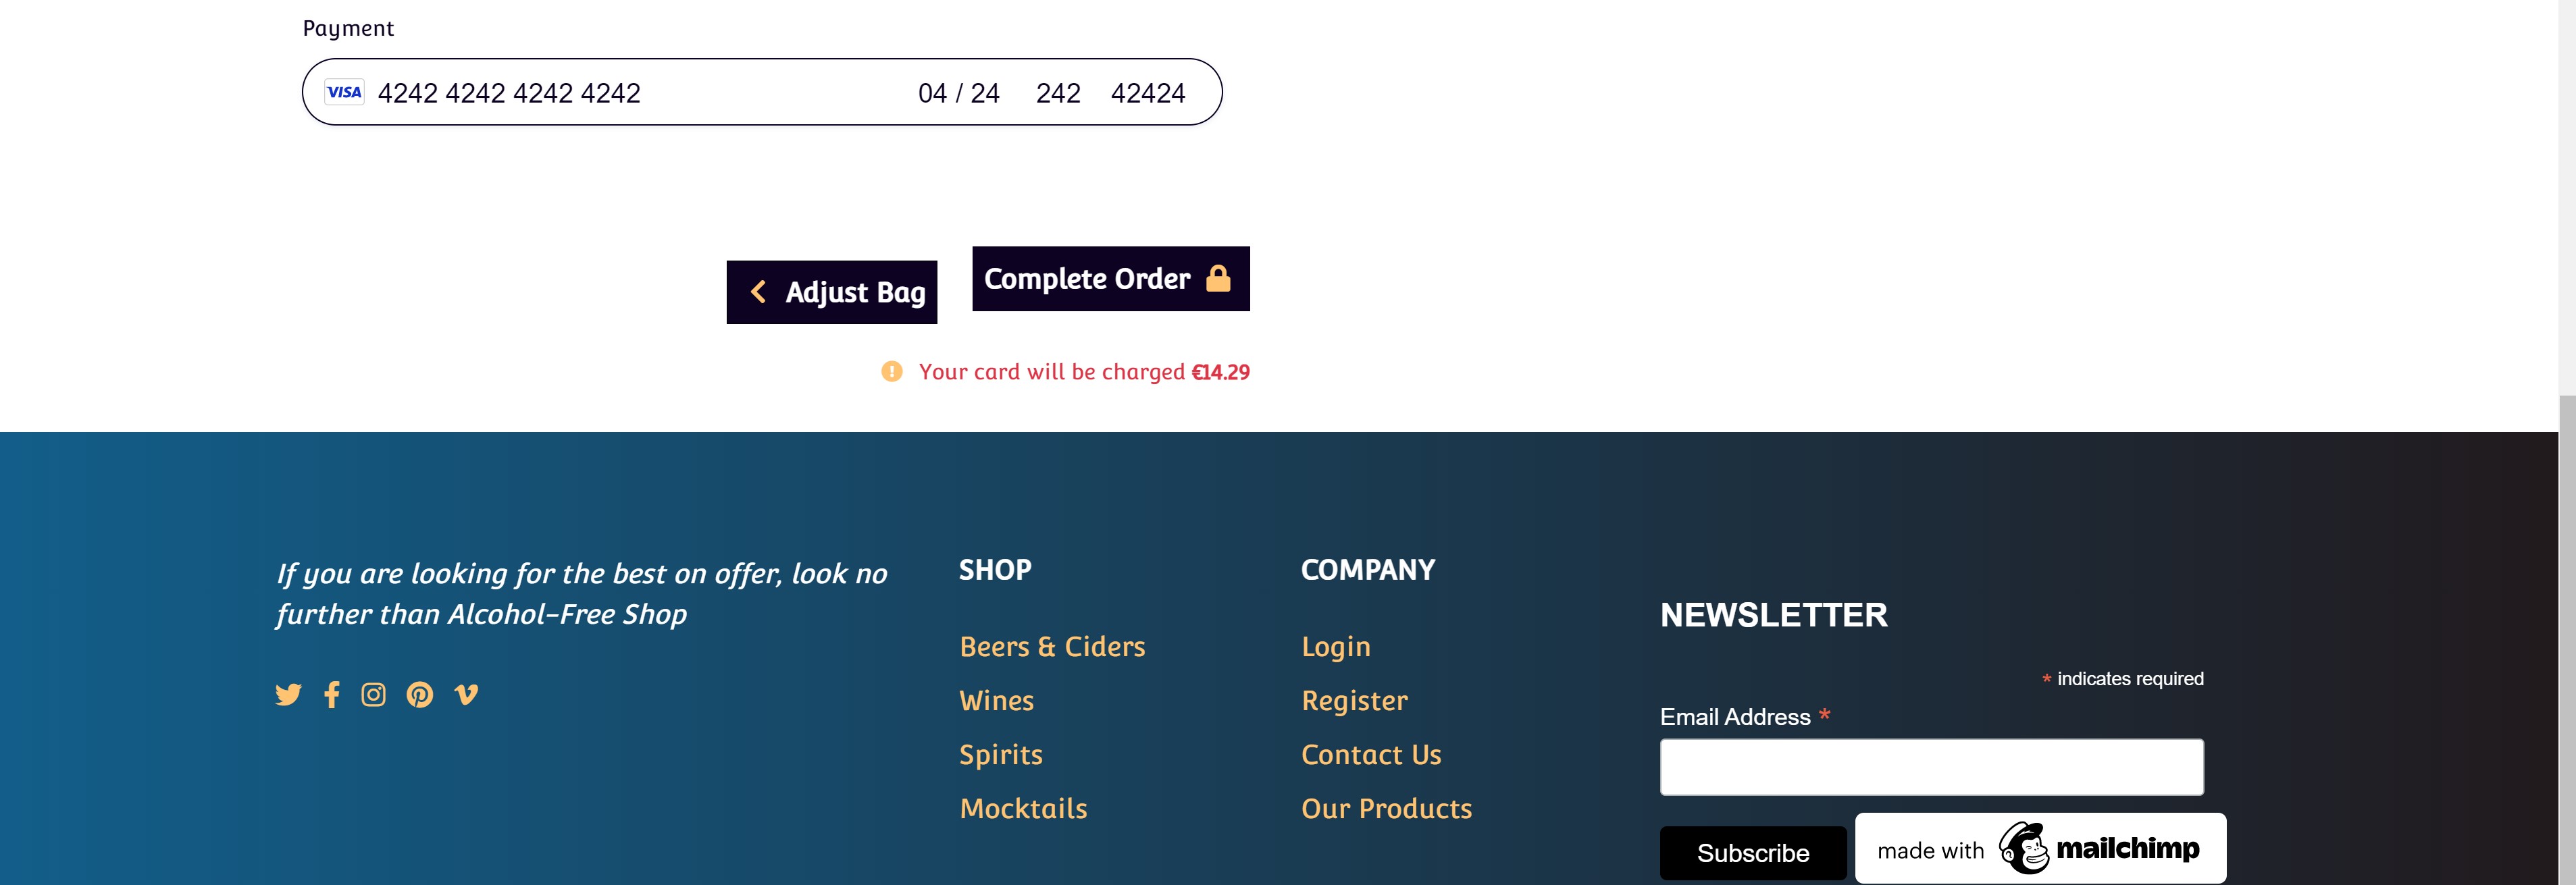 Payment
VISA 4242 4242 4242 4242 04 / 24 242 42424
Adjust Bag
Complete Order
Your card will be charged €14.29
If you are looking for the best on offer, look no
further than Alcohol-Free Shop
SHOP
Beers & Ciders
Wines
Spirits
Mocktails
COMPANY
Login
Register
Contact Us
Our Products
NEWSLETTER
* indicates required
Email Address *
Subscribe
made with mailchimp